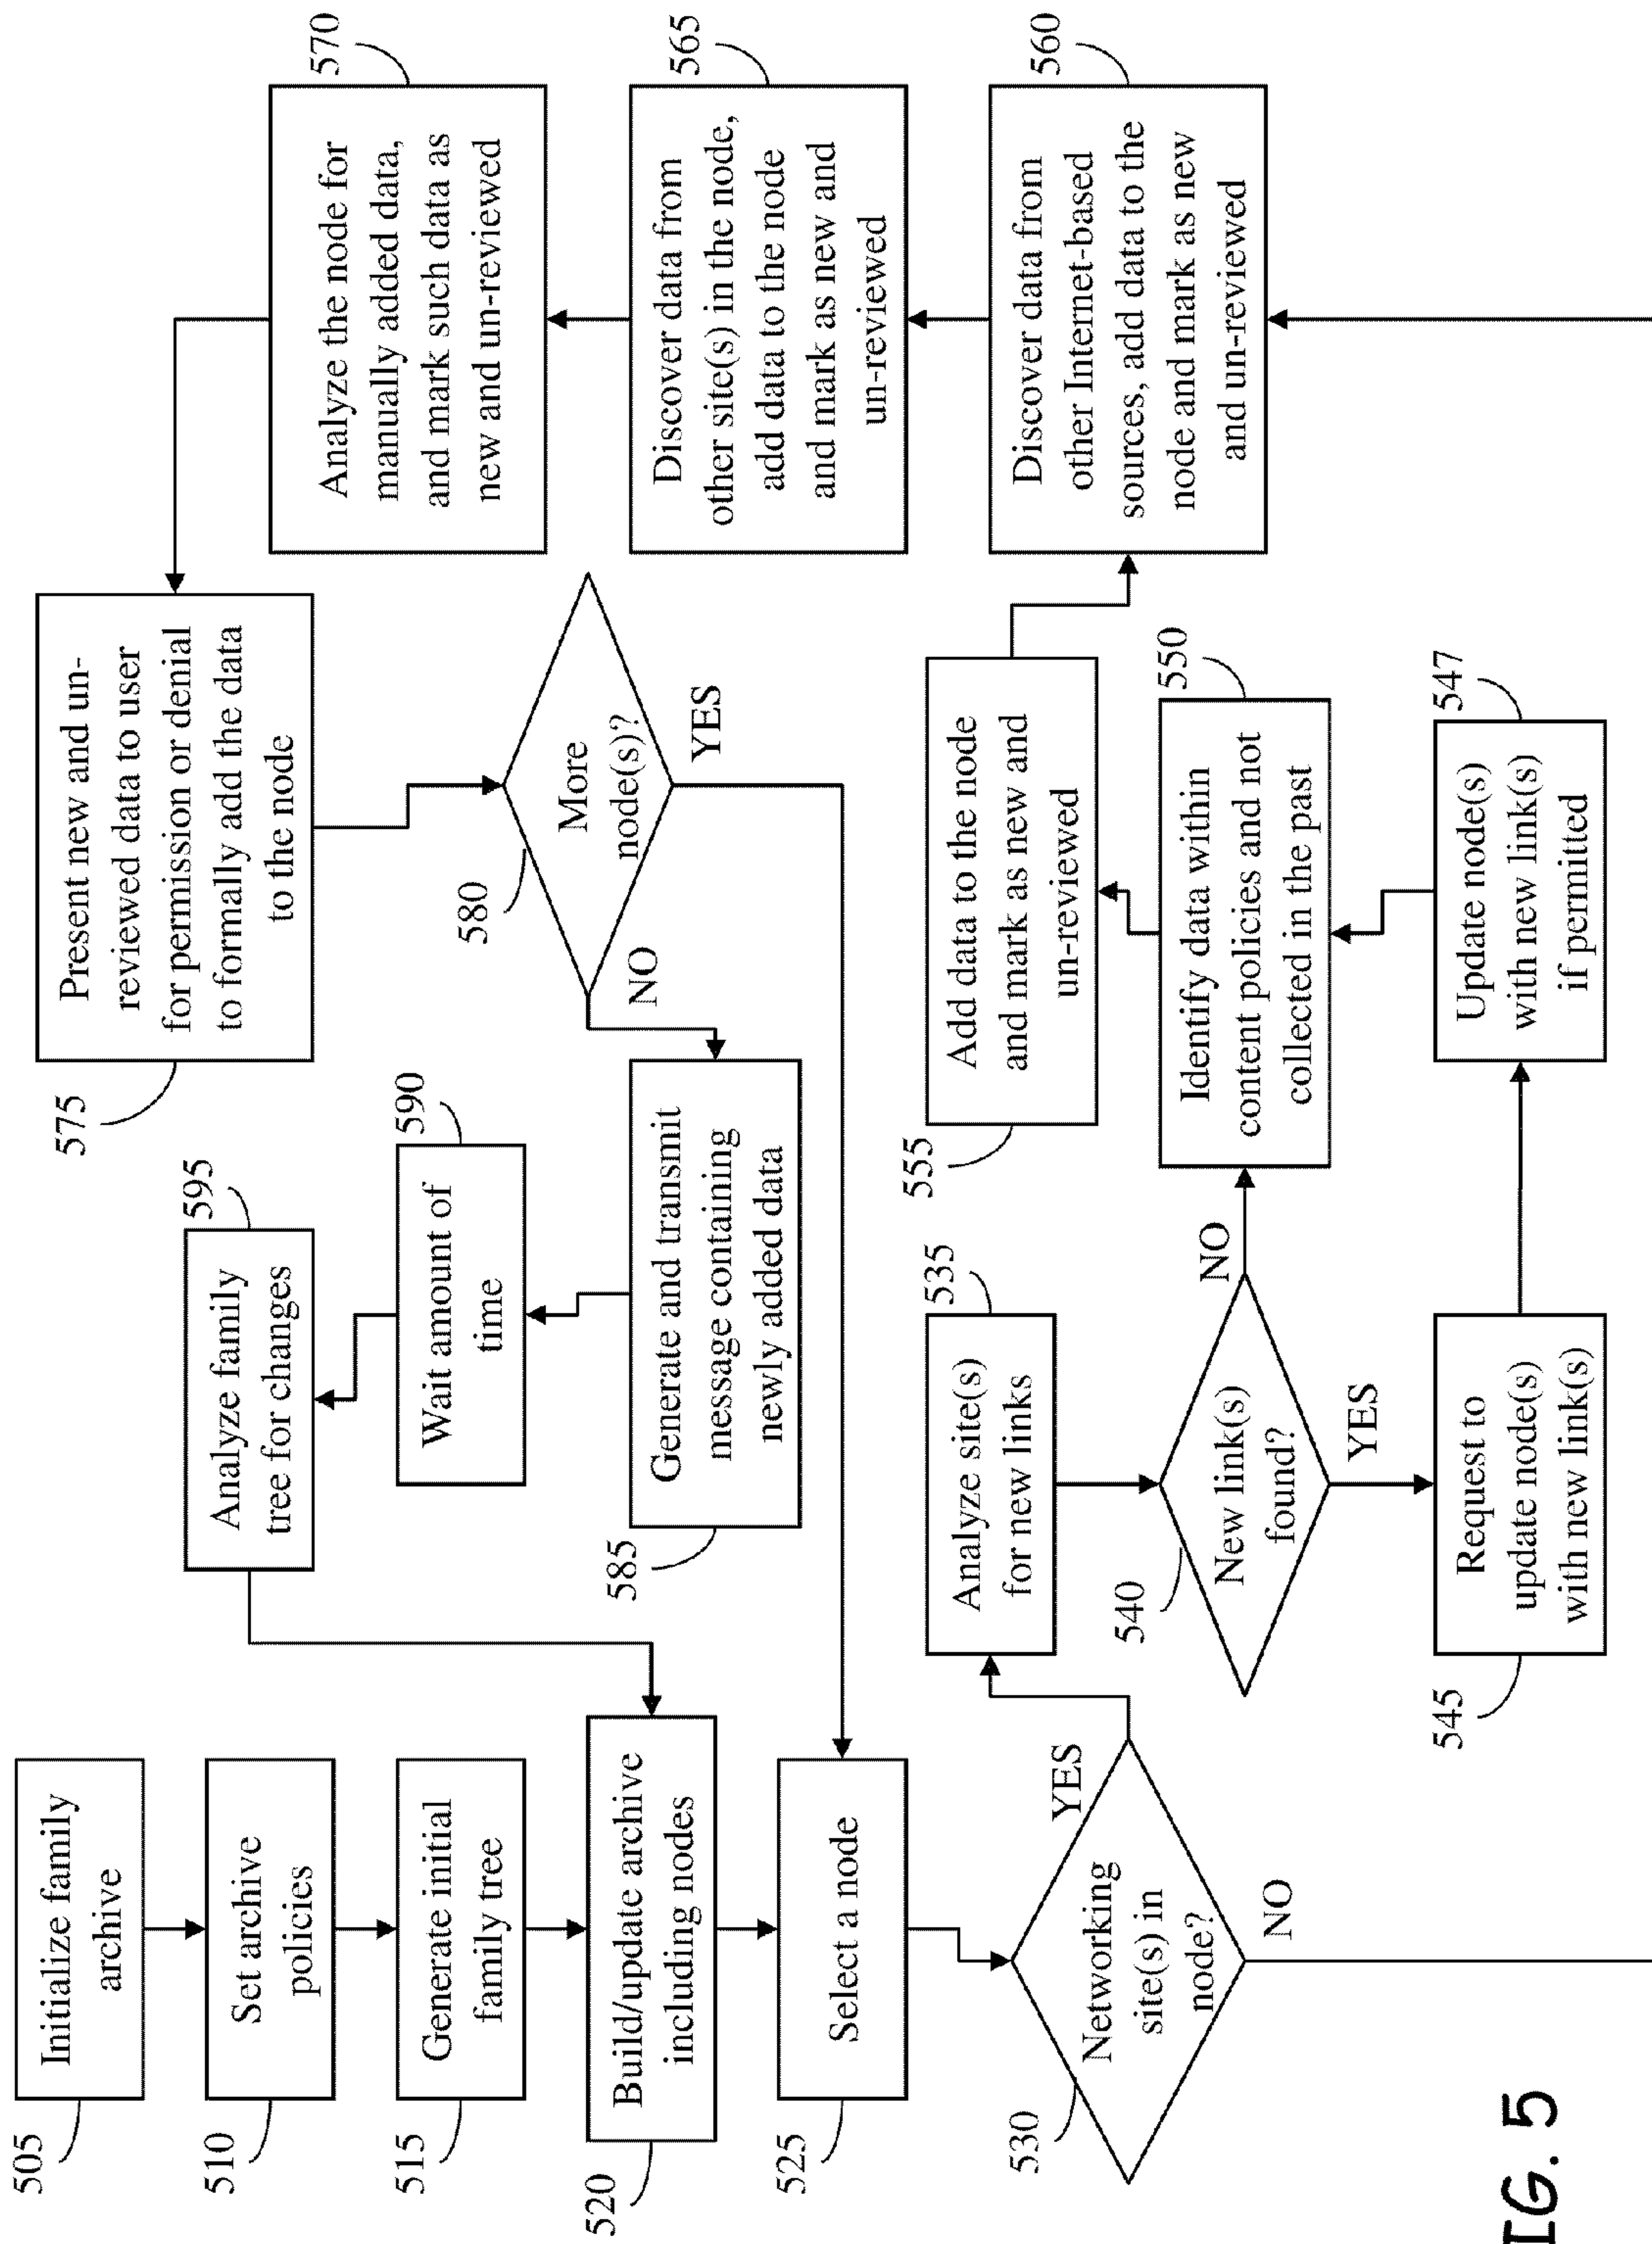 505
Initialize family
archive
510
Set archive
policies
515
Generate initial
family tree
520
Build/update archive
including nodes
525
Select a node
530
Networking
site(s) in
node?
YES
NO
535
Analyze site(s)
for new links
540
New link(s)
found?
NO
YES
545
Request to
update node(s)
with new link(s)
547
Update node(s)
with new link(s)
if permitted
550
Identify data within
content policies and not
collected in the past
555
Add data to the node
and mark as new and
un-reviewed
560
Discover data from
other Internet-based
sources, add data to the
node and mark as new
and un-reviewed
565
Discover data from
other site(s) in the node,
add data to the node
and mark as new and
un-reviewed
570
Analyze the node for
manually added data,
and mark such data as
new and un-reviewed
575
Present new and un-
reviewed data to user
for permission or denial
to formally add the data
to the node
580
More
node(s)?
YES
NO
585
Generate and transmit
message containing
newly added data
590
Wait amount of
time
595
Analyze family
tree for changes
IG. 5